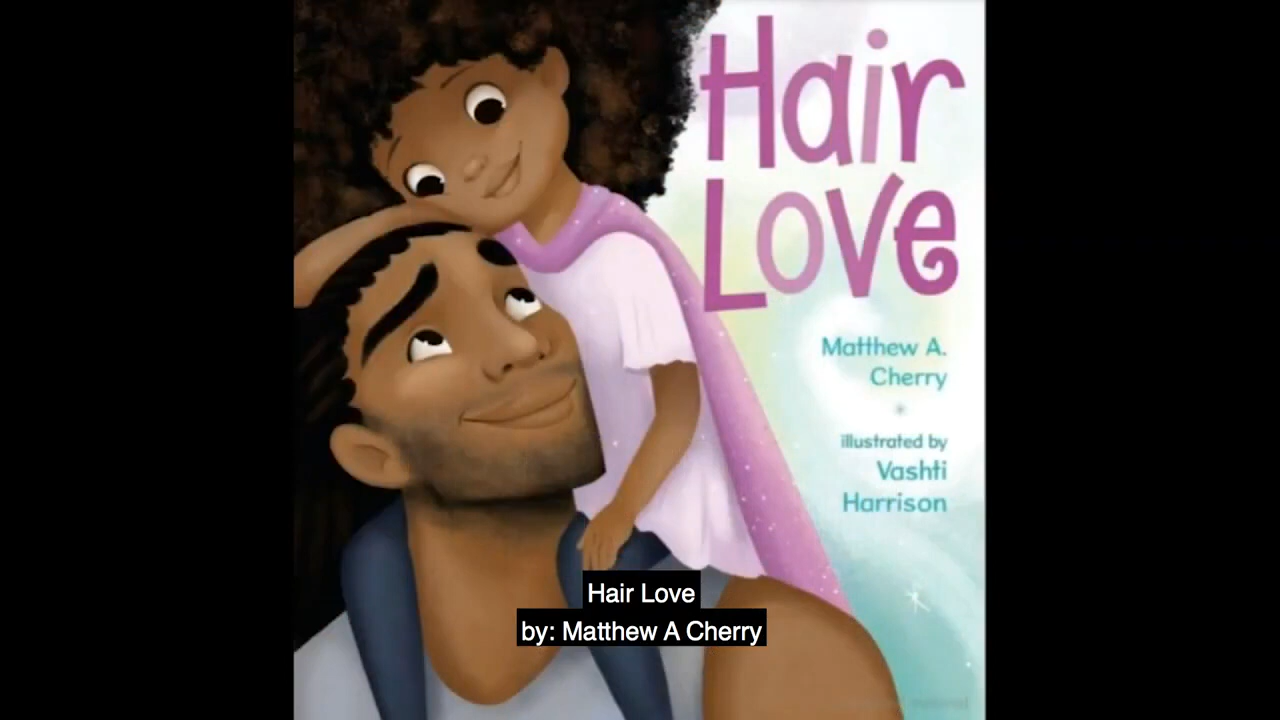 Hair
Love
Matthew A.
Cherry
illustrated by
Vashti
Harrison
Hair Love
by: Matthew A Cherry